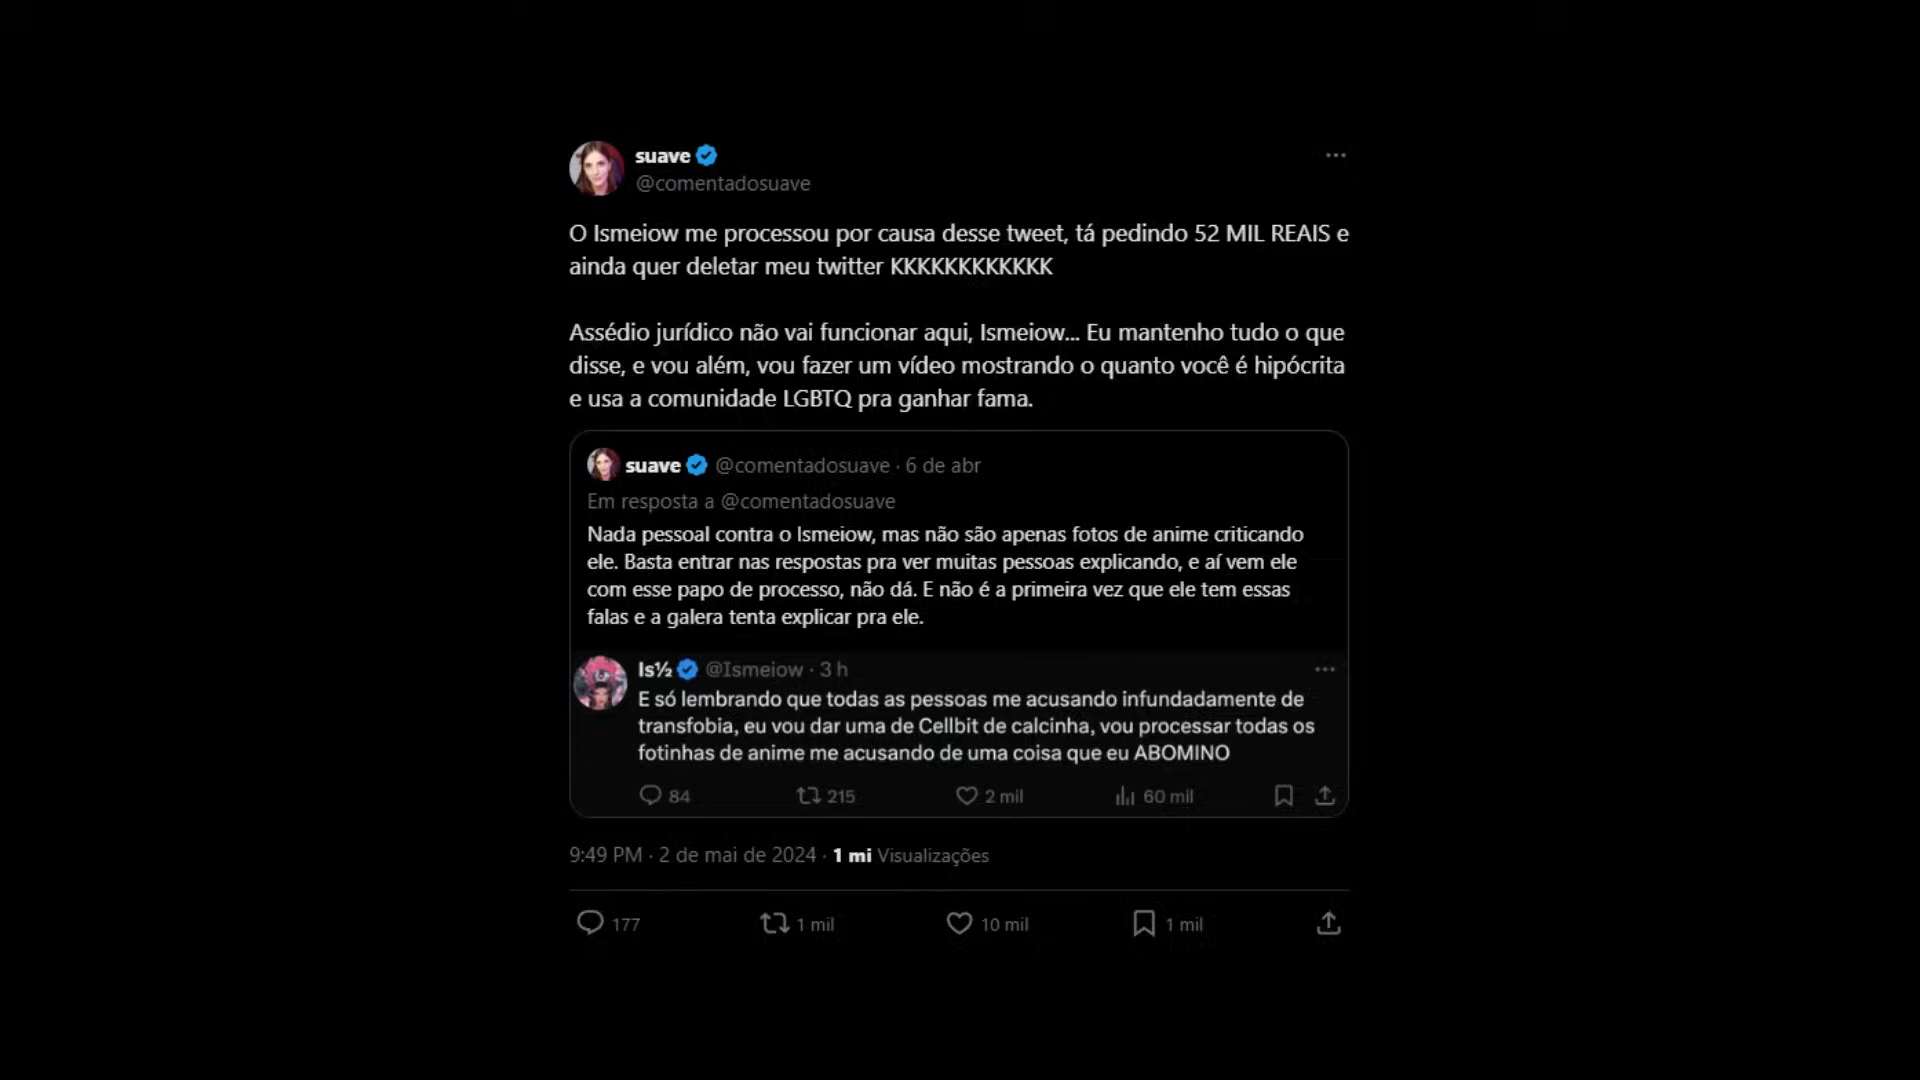 suave
@comentadosuave
O Ismeiow me processou por causa desse tweet, tá pedindo 52 MIL REAIS e
ainda quer deletar meu twitter KKKKKKKKKKKK
Assédio jurídico não vai funcionar aqui, Ismeiow... Eu mantenho tudo o que
disse, e vou além, vou fazer um vídeo mostrando o quanto você é hipócrita
e usa a comunidade LGBTQ pra ganhar fama.
suave @comentadosuave · 6 de abr
Em resposta a @comentadosuave
Nada pessoal contra o Ismeiow, mas não são apenas fotos de anime criticando
ele. Basta entrar nas respostas pra ver muitas pessoas explicando, e aí vem ele
com esse papo de processo, não dá. E não é a primeira vez que ele tem essas
falas e a galera tenta explicar pra ele.
Is½ @Ismeiow · 3 h
E só lembrando que todas as pessoas me acusando infundadamente de
transfobia, eu vou dar uma de Cellbit de calcinha, vou processar todas os
fotinhas de anime me acusando de uma coisa que eu ABOMINO
84 215 2 mil 60 mil
9:49 PM · 2 de mai de 2024 · 1 mi Visualizações
177 1 mil 10 mil 1 mil